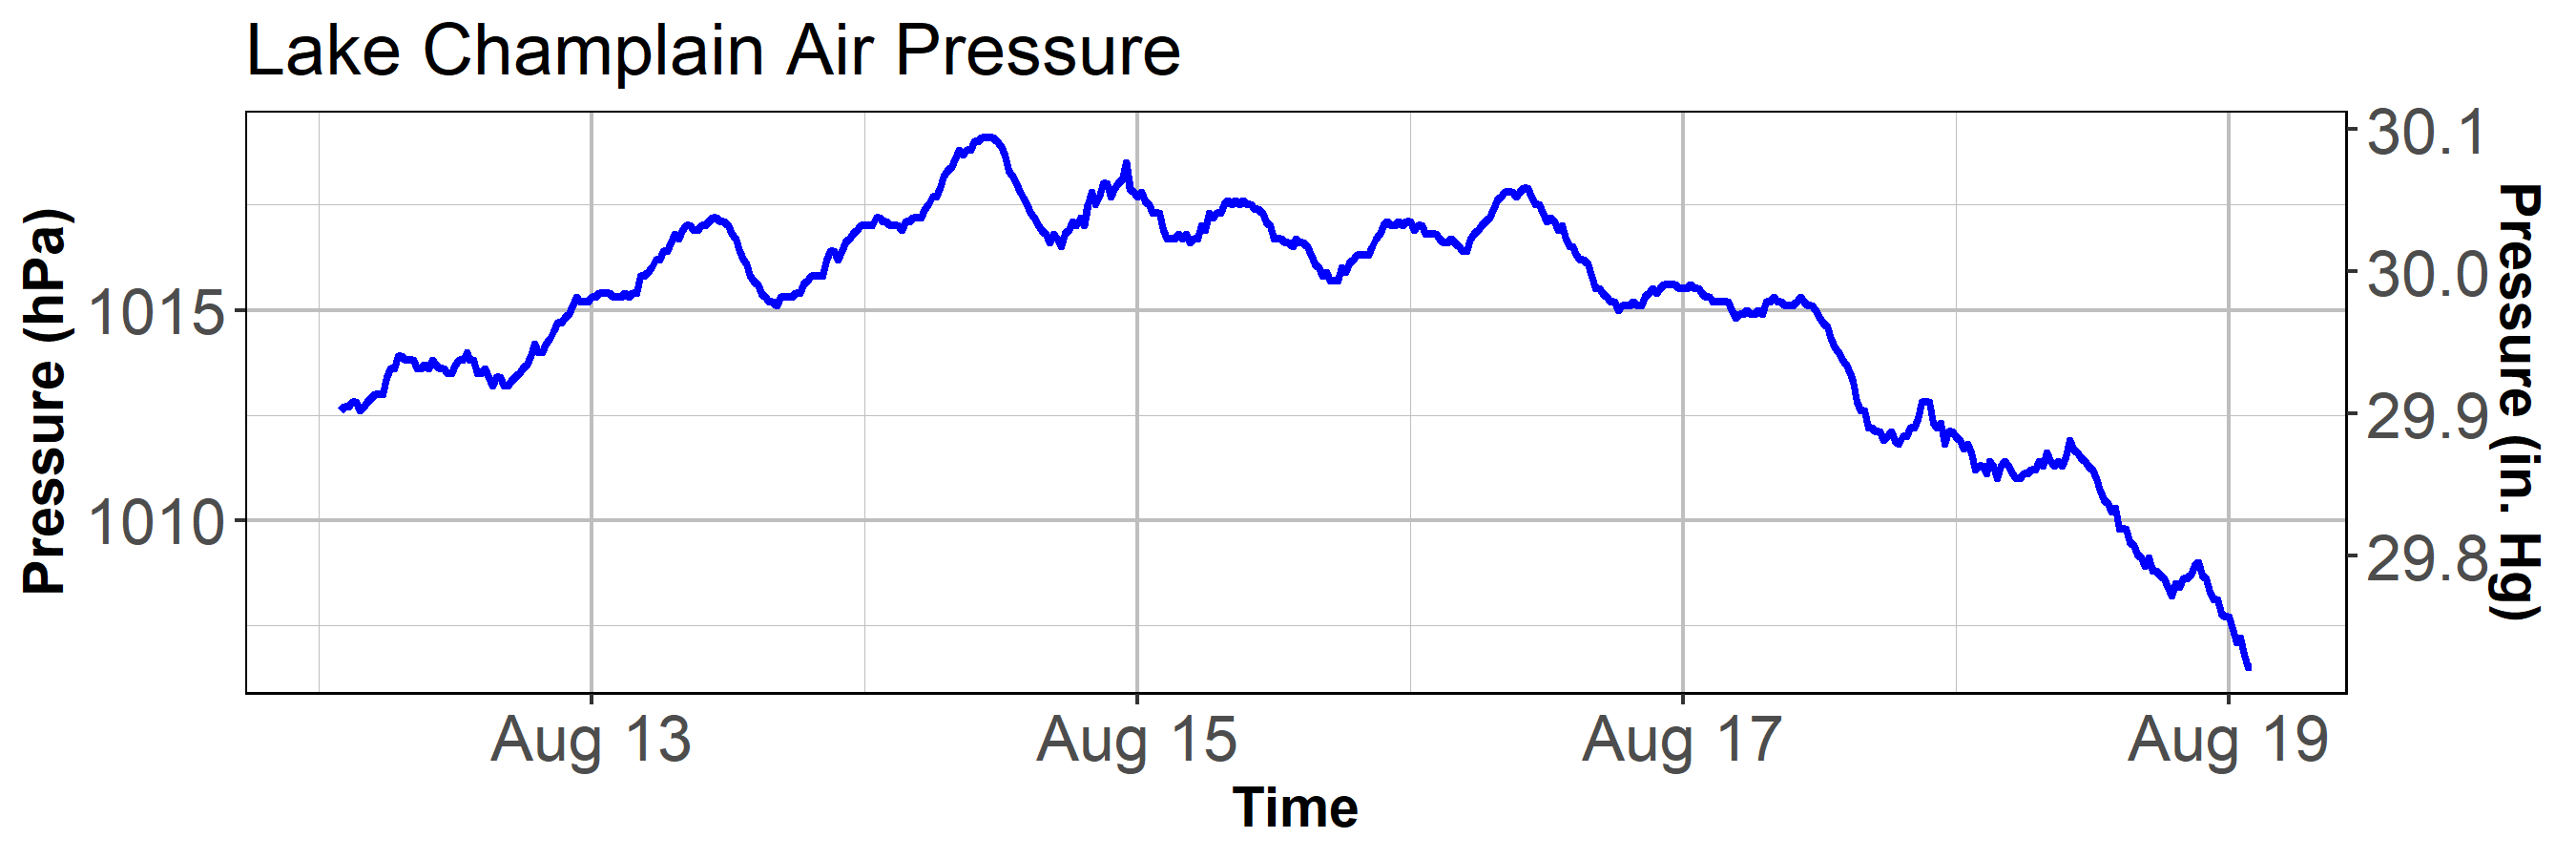 Lake Champlain Air Pressure
Pressure (hPa)
1015
1010
30.1
30.0
29.9
29.8
Pressure (in. Hg)
Aug 13 Aug 15 Aug 17 Aug 19
Time